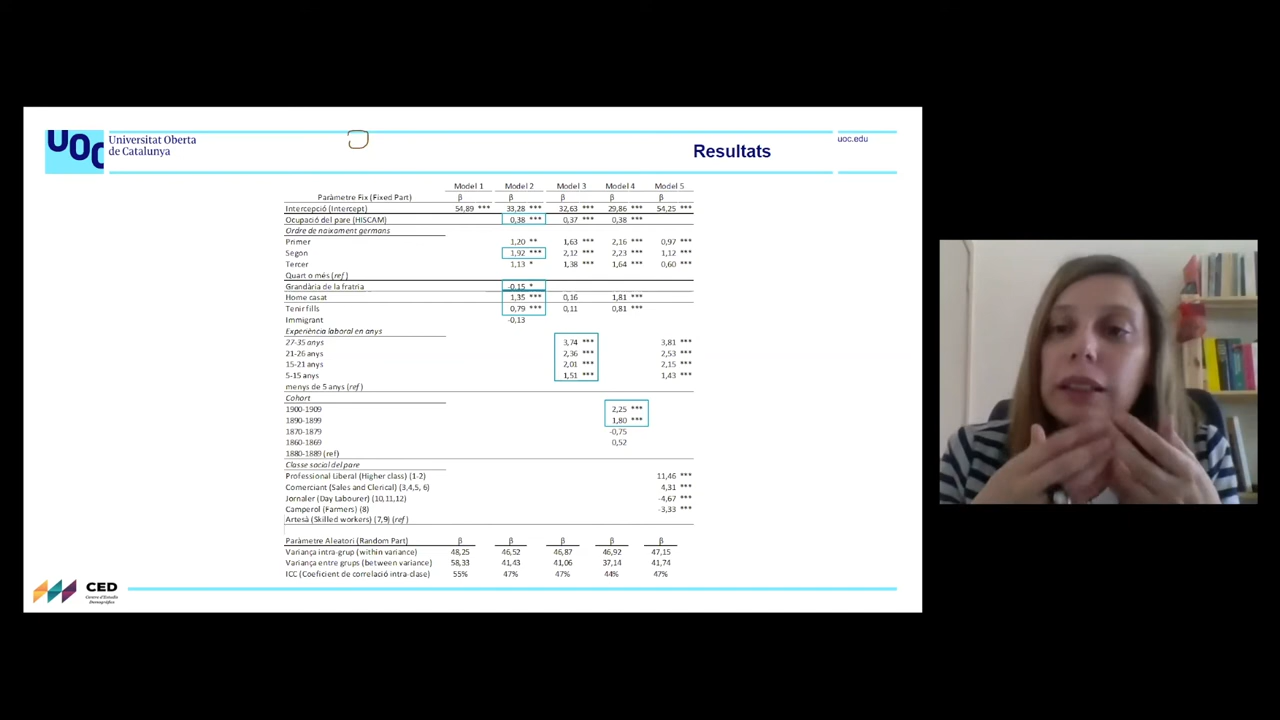 UOC
Universitat Oberta
de Catalunya
Resultats
uoc.edu
Model 1 Model 2 Model 3 Model 4 Model 5
Paràmetre Fix (Fixed Part) β β β β β
Intercepció (Intercept) 54,89 *** 33,28 *** 32,63 *** 29,86 *** 54,25 ***
Ocupació del pare (HISCAM) 0,38 *** 0,37 *** 0,38 ***
Ordre de naixament germans
Primer 1,20 ** 1,63 *** 2,16 *** 0,97 ***
Segon 1,92 *** 2,12 *** 2,23 *** 1,12 ***
Tercer 1,13 * 1,38 *** 1,64 *** 0,60 ***
Quart o més (ref)
Grandària de la fratria -0,15 *
Home casat 1,35 *** 0,16 1,81 ***
Tenir fills 0,79 *** 0,11 0,81 ***
Immigrant -0,13
Experiència laboral en anys
27-35 anys 3,74 *** 3,81 ***
21-26 anys 2,36 *** 2,53 ***
15-21 anys 2,01 *** 2,15 ***
5-15 anys 1,51 *** 1,43 ***
menys de 5 anys (ref)
Cohort
1900-1909 2,25 ***
1890-1899 1,80 ***
1870-1879 -0,75
1860-1869 0,52
1880-1889 (ref)
Classe social del pare
Professional Liberal (Higher class) (1-2) 11,46 ***
Comerciant (Sales and Clerical) (3,4,5, 6) 4,31 ***
Jornaler (Day Labourer) (10,11,12) -4,67 ***
Camperol (Farmers) (8) -3,33 ***
Artesà (Skilled workers) (7,9) (ref)
Paràmetre Aleatori (Random Part) β β β β β
Variança intra-grup (within variance) 48,25 46,52 46,87 46,92 47,15
Variança entre grups (between variance) 58,33 41,43 41,06 37,14 41,74
ICC (Coeficient de correlació intra-clase) 55% 47% 47% 44% 47%
CED
Centre d'Estudis
Demogràfics